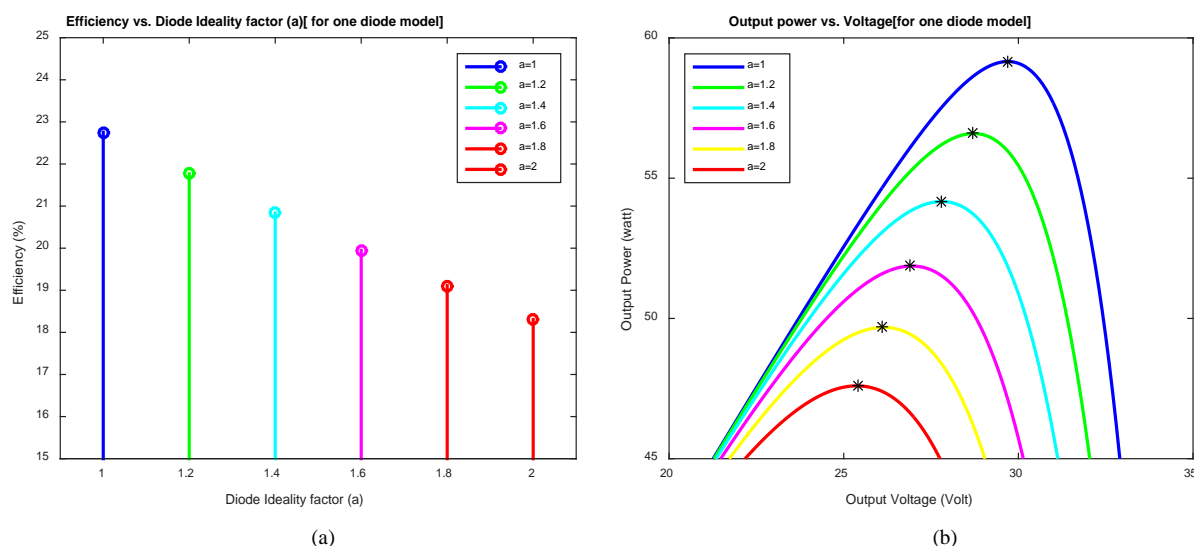 Efficiency vs. Diode Ideality factor (a)[ for one diode model]
25
24
23
22
21
20
19
18
17
16
15
Efficiency (%)
a=1
a=1.2
a=1.4
a=1.6
a=1.8
a=2
1
1.2
1.4
1.6
1.8
2
Diode Ideality factor (a)
(a)
Output power vs. Voltage[for one diode model]
60
55
50
45
Output Power (watt)
a=1
a=1.2
a=1.4
a=1.6
a=1.8
a=2
20
25
30
35
Output Voltage (Volt)
(b)